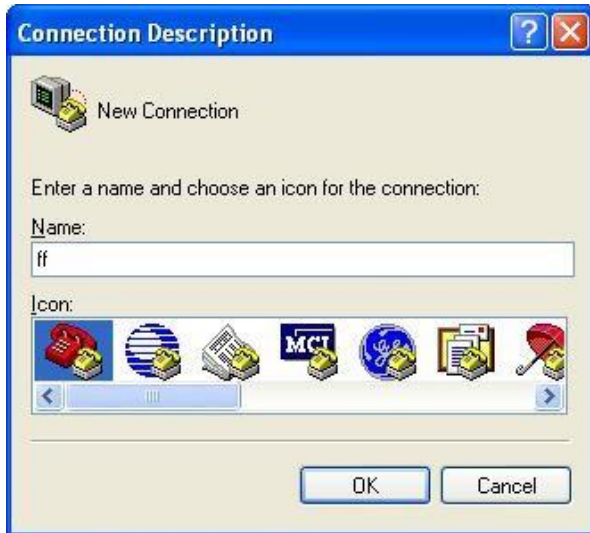 Connection Description
New Connection
Enter a name and choose an icon for the connection:
Name:
ff
Icon:
MCI
OK
Cancel